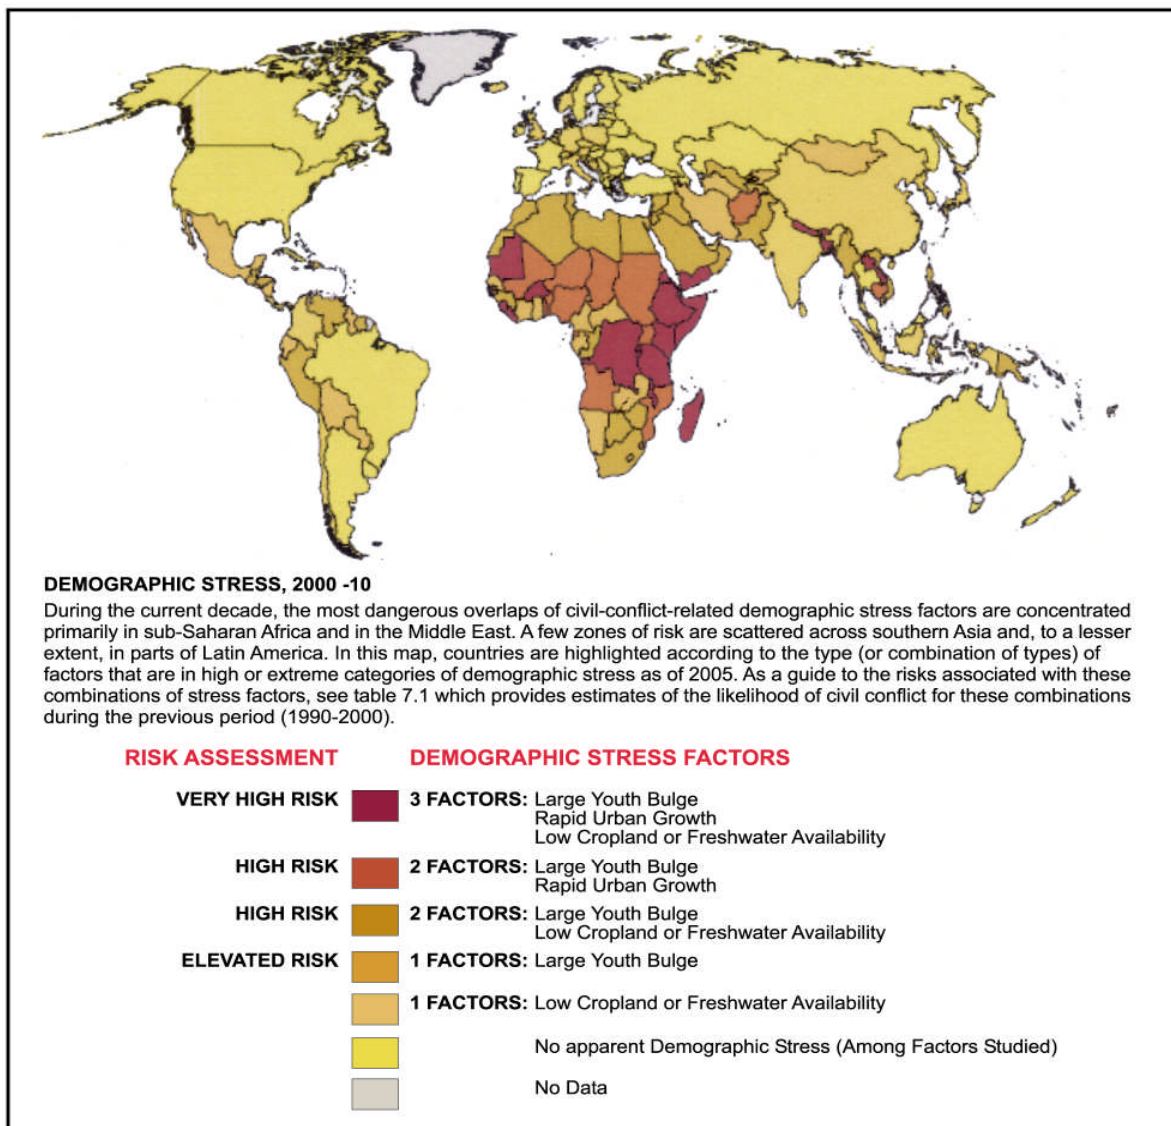 DEMOGRAPHIC STRESS, 2000 -10
During the current decade, the most dangerous overlaps of civil-conflict-related demographic stress factors are concentrated
primarily in sub-Saharan Africa and in the Middle East. A few zones of risk are scattered across southern Asia and, to a lesser
extent, in parts of Latin America. In this map, countries are highlighted according to the type (or combination of types) of
factors that are in high or extreme categories of demographic stress as of 2005. As a guide to the risks associated with these
combinations of stress factors, see table 7.1 which provides estimates of the likelihood of civil conflict for these combinations
during the previous period (1990-2000).
RISK ASSESSMENT DEMOGRAPHIC STRESS FACTORS
VERY HIGH RISK 3 FACTORS: Large Youth Bulge
Rapid Urban Growth
Low Cropland or Freshwater Availability
HIGH RISK 2 FACTORS: Large Youth Bulge
Rapid Urban Growth
HIGH RISK 2 FACTORS: Large Youth Bulge
Low Cropland or Freshwater Availability
ELEVATED RISK 1 FACTORS: Large Youth Bulge
1 FACTORS: Low Cropland or Freshwater Availability
No apparent Demographic Stress (Among Factors Studied)
No Data